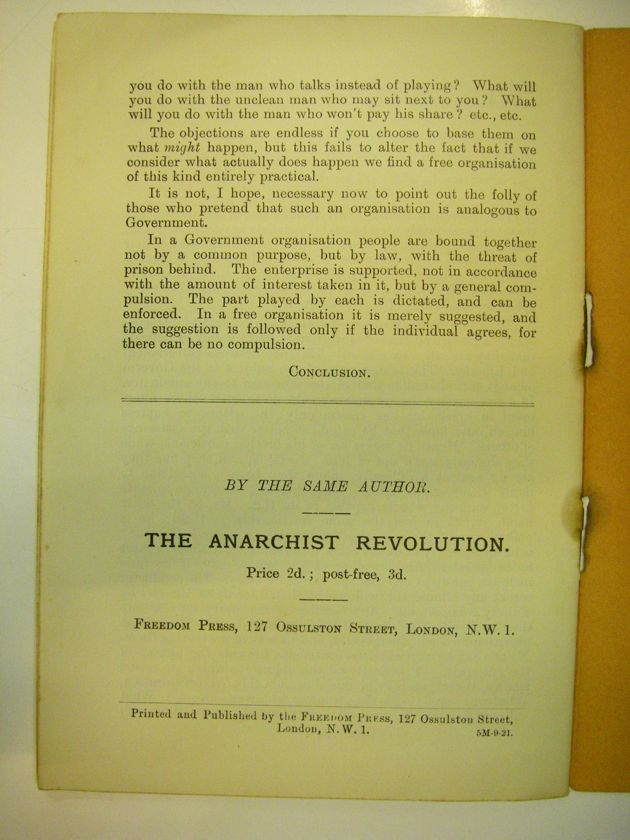 you do with the man who talks instead of playing? What will
you do with the unclean man who may sit next to you? What
will you do with the man who won't pay his share? etc., etc.
The objections are endless if you choose to base them on
what might happen, but this fails to alter the fact that if we
consider what actually does happen we find a free organisation
of this kind entirely practical.
It is not, I hope, necessary now to point out the folly of
those who pretend that such an organisation is analogous to
Government.
In a Government organisation people are bound together
not by a common purpose, but by law, with the threat of
prison behind. The enterprise is supported, not in accordance
with the amount of interest taken in it, but by a general com-
pulsion. The part played by each is dictated, and can be
enforced. In a free organisation it is merely suggested, and
the suggestion is followed only if the individual agrees, for
there can be no compulsion.
CONCLUSION.
BY THE SAME AUTHOR.
THE ANARCHIST REVOLUTION.
Price 2d.; post-free, 3d.
FREEDOM PRESS, 127 OSSULSTON STREET, LONDON, N.W. 1.
Printed and Published by the FREEDOM PRESS, 127 Ossulston Street,
London, N.W. 1. 5M-9-21.